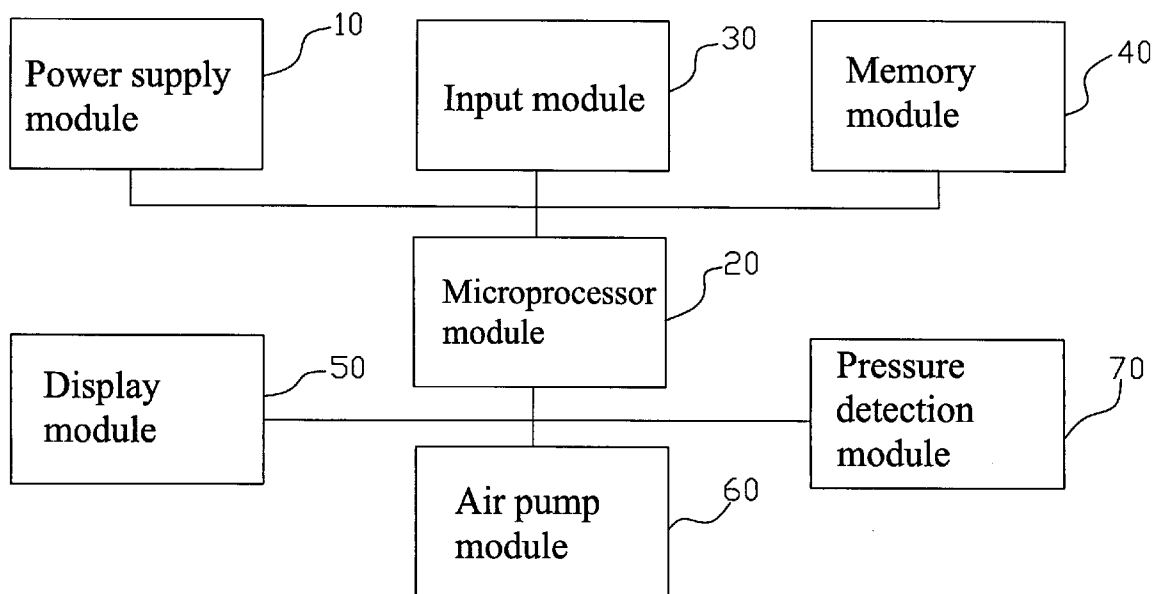 10
Power supply
module
30
Input module
40
Memory
module
20
Microprocessor
module
50
Display
module
70
Pressure
detection
module
60
Air pump
module